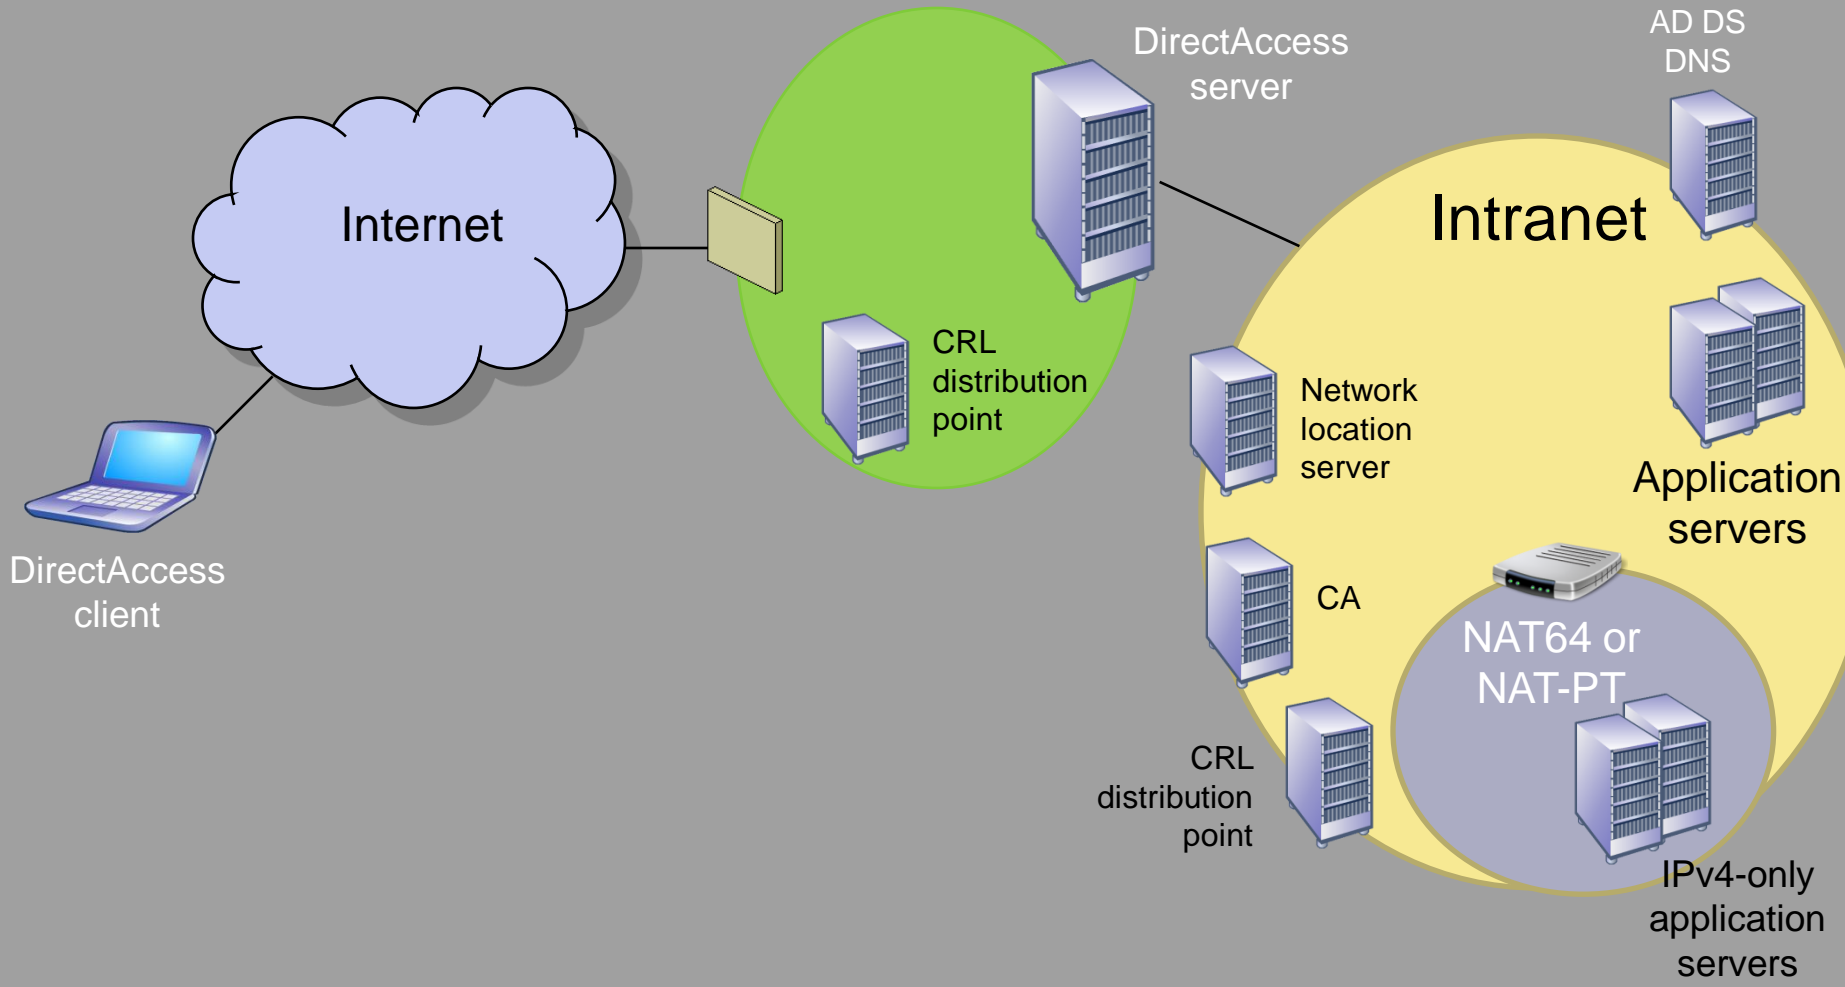 AD DS
DNS
DirectAccess
server
Internet
Intranet
CRL
distribution
point
Network
location
server
Application
servers
DirectAccess
client
CA
NAT64 or
NAT-PT
CRL
distribution
point
IPv4-only
application
servers